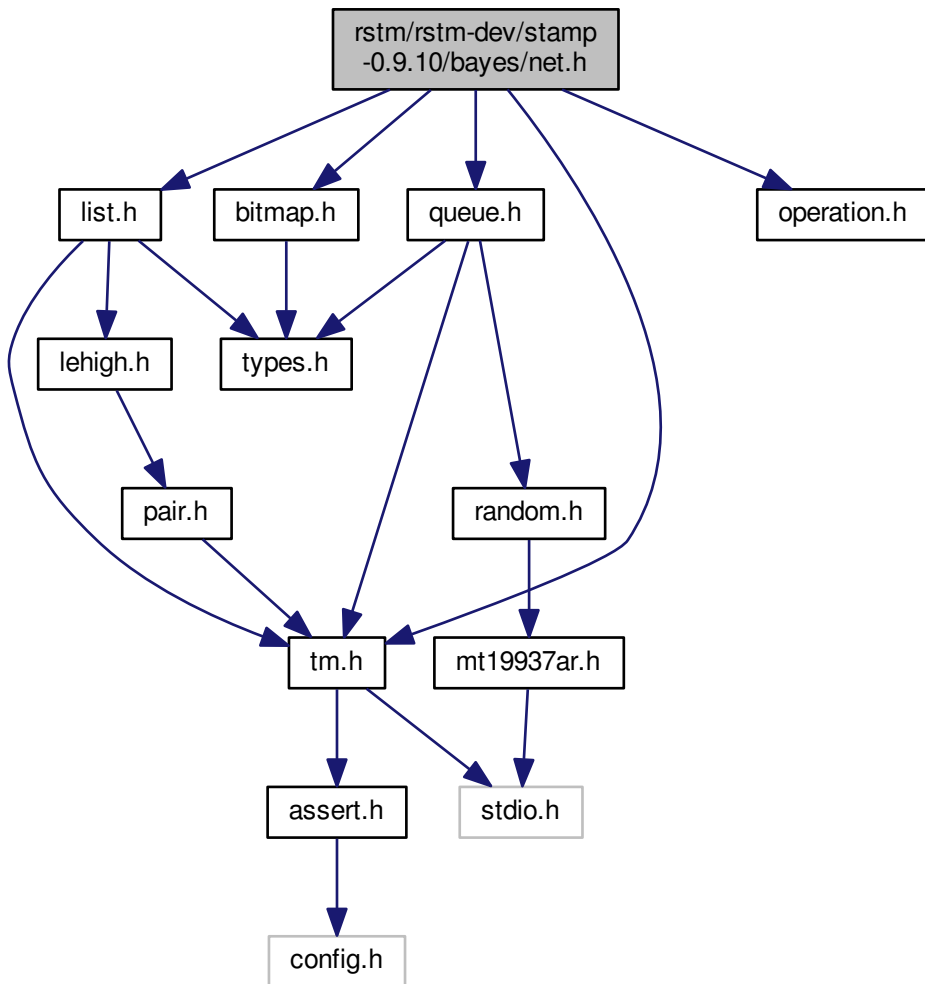 rstm/rstm-dev/stamp
-0.9.10/bayes/net.h
list.h
bitmap.h
queue.h
operation.h
lehigh.h
types.h
pair.h
random.h
tm.h
mt19937ar.h
assert.h
stdio.h
config.h